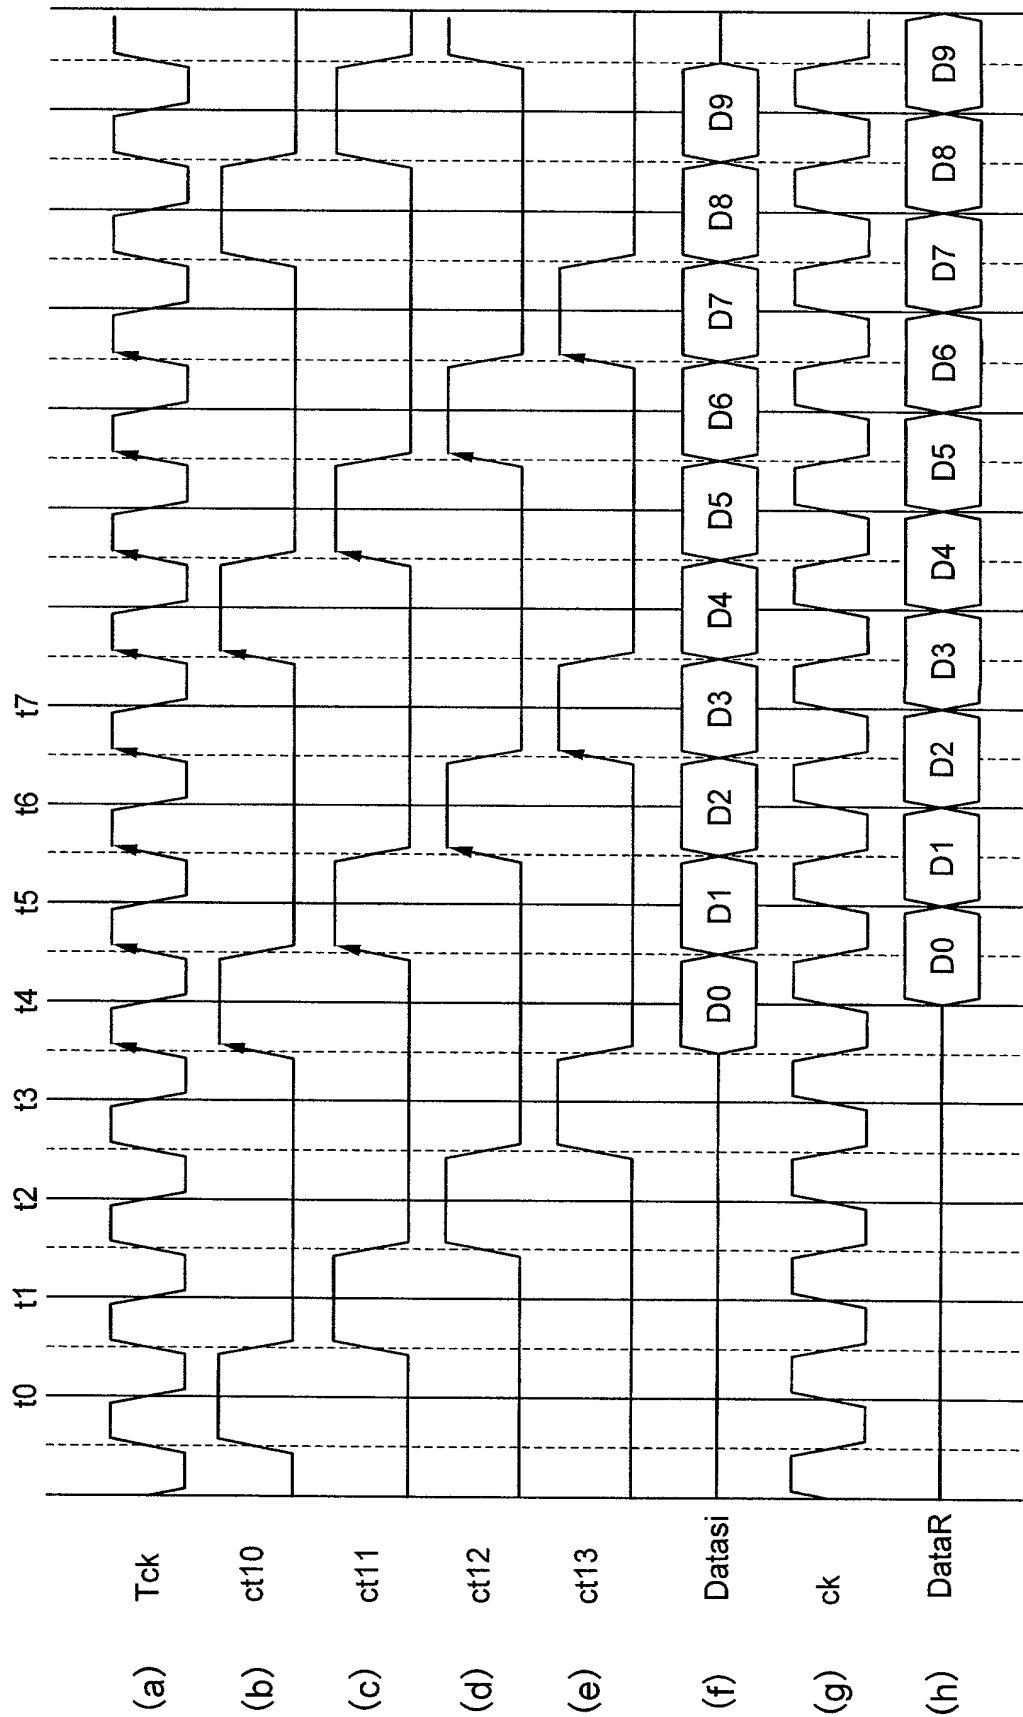 t0 t1 t2 t3 t4 t5 t6 t7
(a) Tck
(b) ct10
(c) ct11
(d) ct12
(e) ct13
(f) Datasi D0 D1 D2 D3 D4 D5 D6 D7 D8 D9
(g) ck
(h) DataR D0 D1 D2 D3 D4 D5 D6 D7 D8 D9